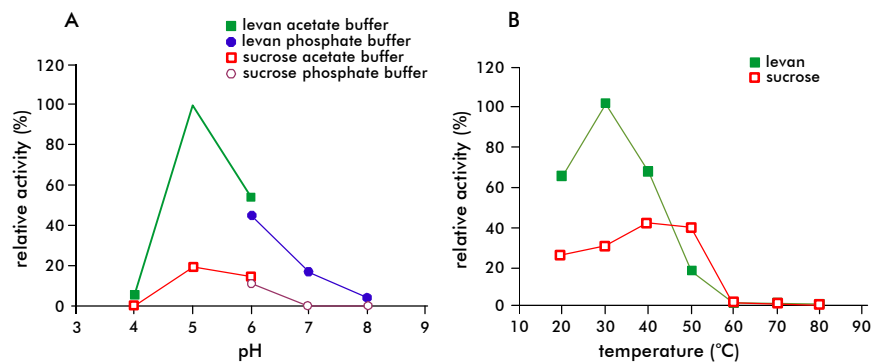 A
levan acetate buffer
levan phosphate buffer
sucrose acetate buffer
sucrose phosphate buffer
relative activity (%)
120
100
80
60
40
20
0
3 4 5 6 7 8 9
pH
B
levan
sucrose
relative activity (%)
120
100
80
60
40
20
0
10 20 30 40 50 60 70 80 90
temperature (°C)